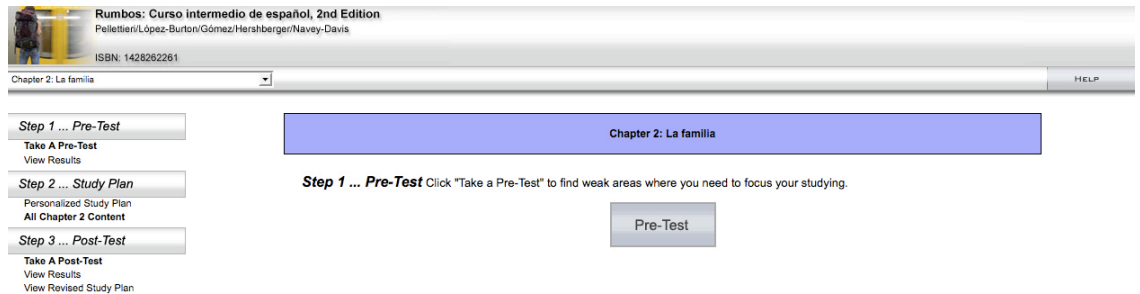 Rumbos: Curso intermedio de español, 2nd Edition
Pellettieri/López-Burton/Gómez/Hershberger/Navey-Davis
ISBN: 1428262261
Chapter 2: La familia
HELP
Step 1 ... Pre-Test
Take A Pre-Test
View Results
Step 2 ... Study Plan
Personalized Study Plan
All Chapter 2 Content
Step 3 ... Post-Test
Take A Post-Test
View Results
View Revised Study Plan
Chapter 2: La familia
Step 1 ... Pre-Test Click "Take a Pre-Test" to find weak areas where you need to focus your studying.
Pre-Test